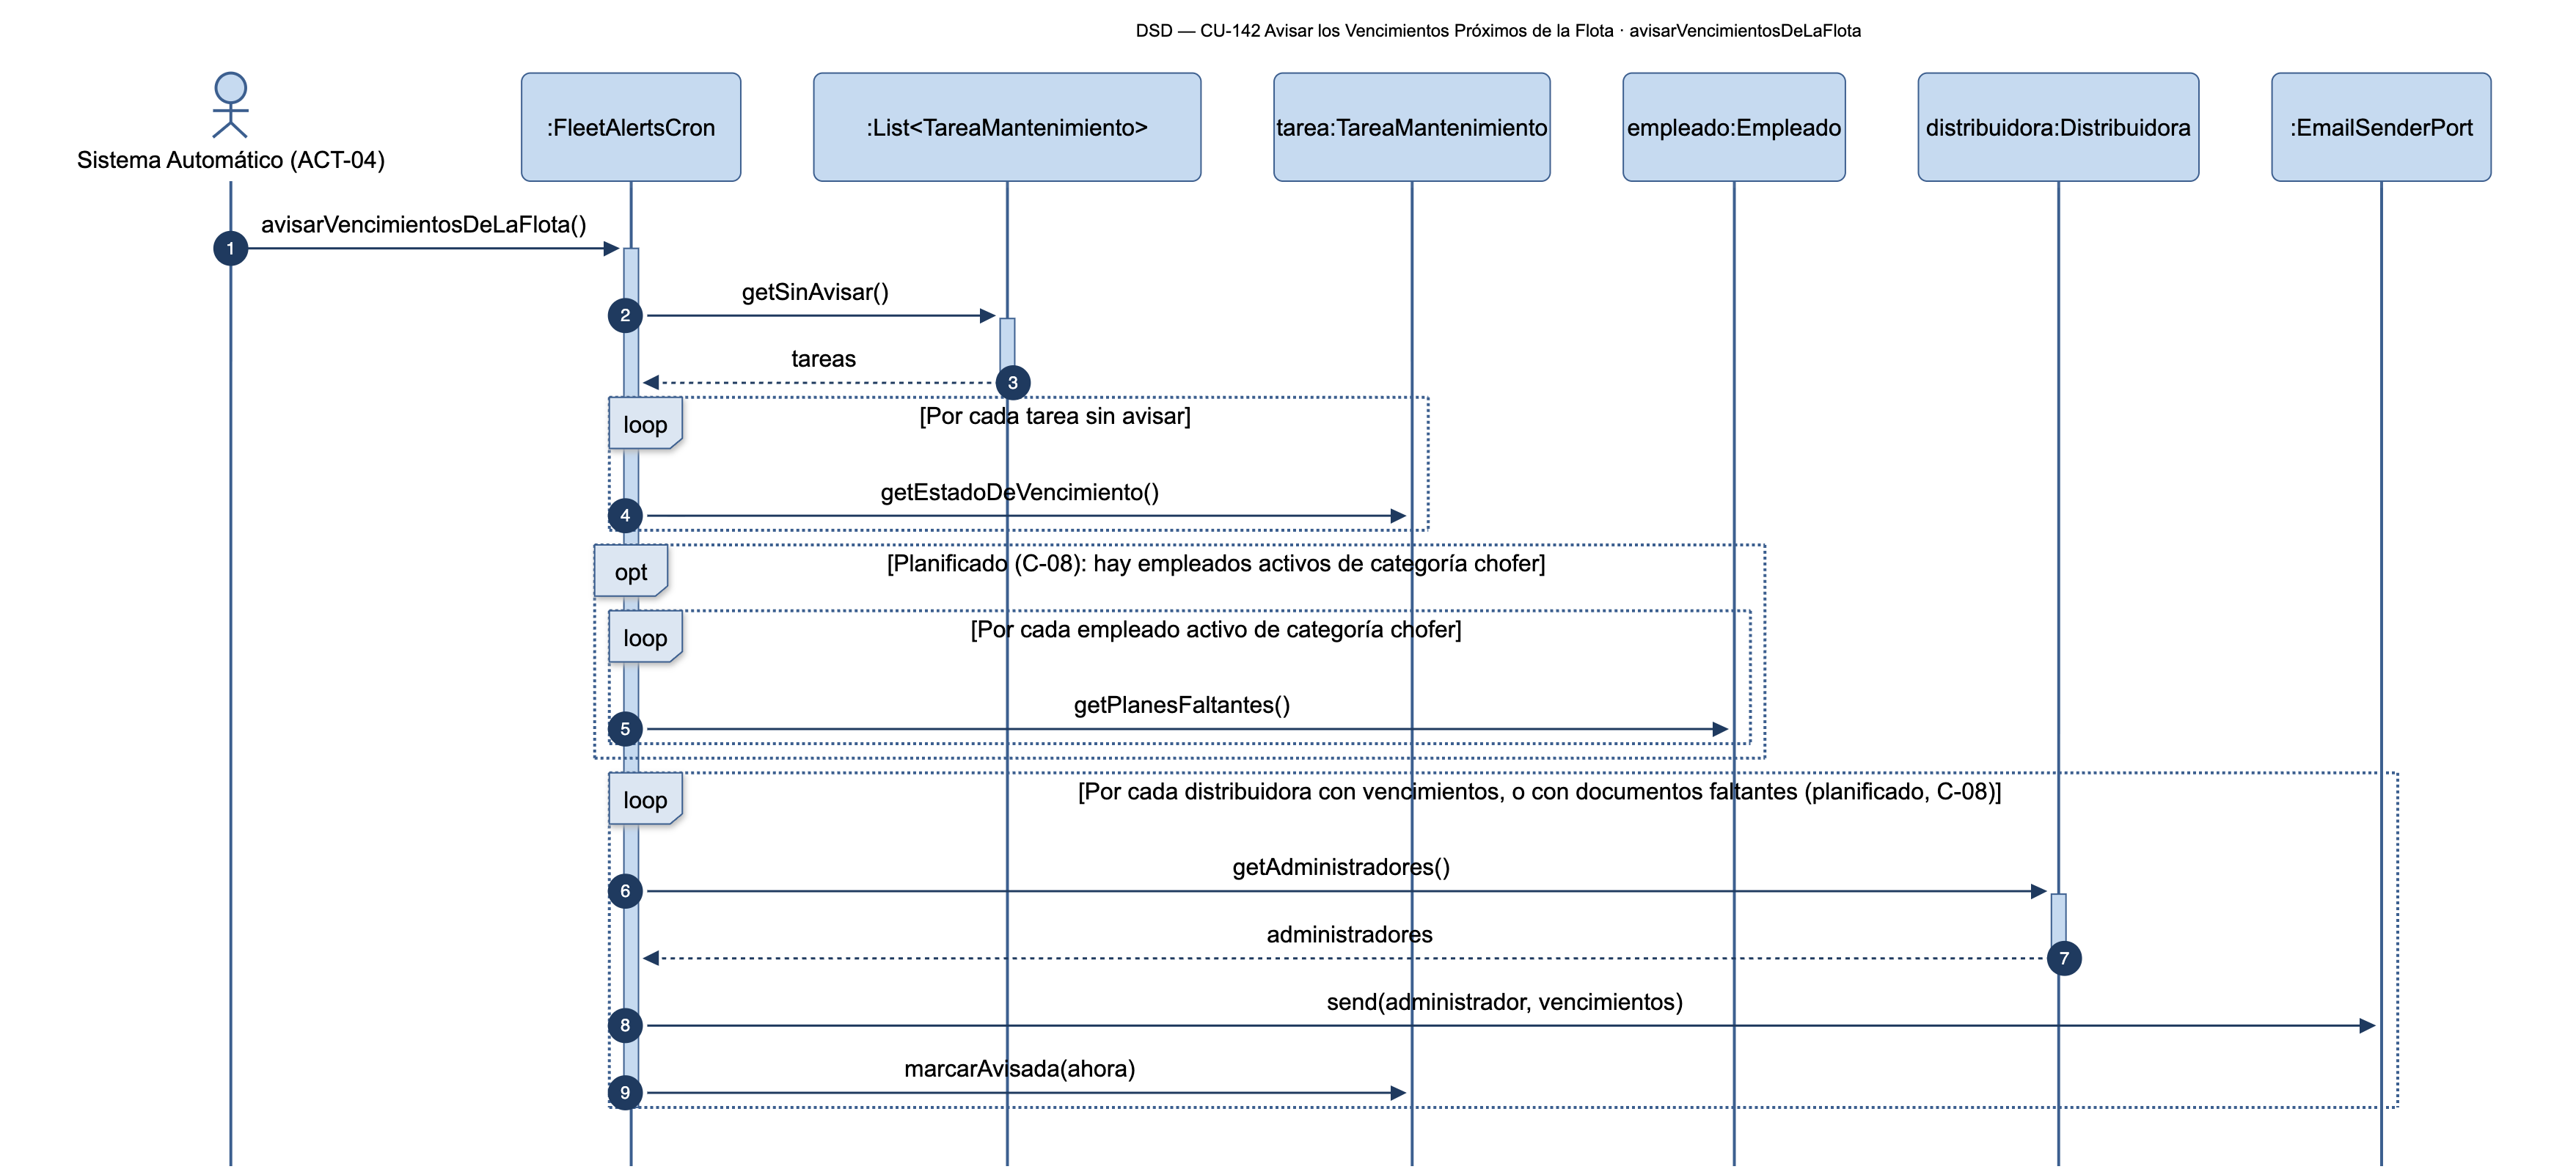 DSD — CU-142 Avisar los Vencimientos Próximos de la Flota · avisarVencimientosDeLaFlota
Sistema Automático (ACT-04)
:FleetAlertsCron
:List<TareaMantenimiento>
tarea:TareaMantenimiento
empleado:Empleado
distribuidora:Distribuidora
:EmailSenderPort
avisarVencimientosDeLaFlota()
1
getSinAvisar()
2
tareas
3
loop
[Por cada tarea sin avisar]
getEstadoDeVencimiento()
4
opt
[Planificado (C-08): hay empleados activos de categoría chofer]
loop
[Por cada empleado activo de categoría chofer]
getPlanesFaltantes()
5
loop
[Por cada distribuidora con vencimientos, o con documentos faltantes (planificado, C-08)]
getAdministradores()
6
administradores
7
send(administrador, vencimientos)
8
marcarAvisada(ahora)
9